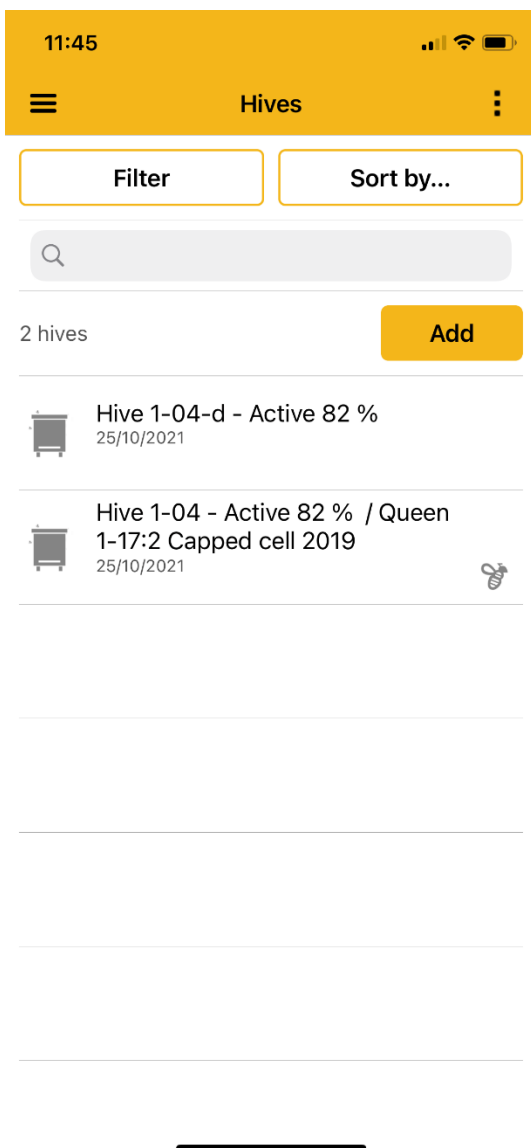 11:45
Hives
Filter
Sort by...
2 hives
Add
Hive 1-04-d - Active 82 %
25/10/2021
Hive 1-04 - Active 82 % / Queen
1-17:2 Capped cell 2019
25/10/2021